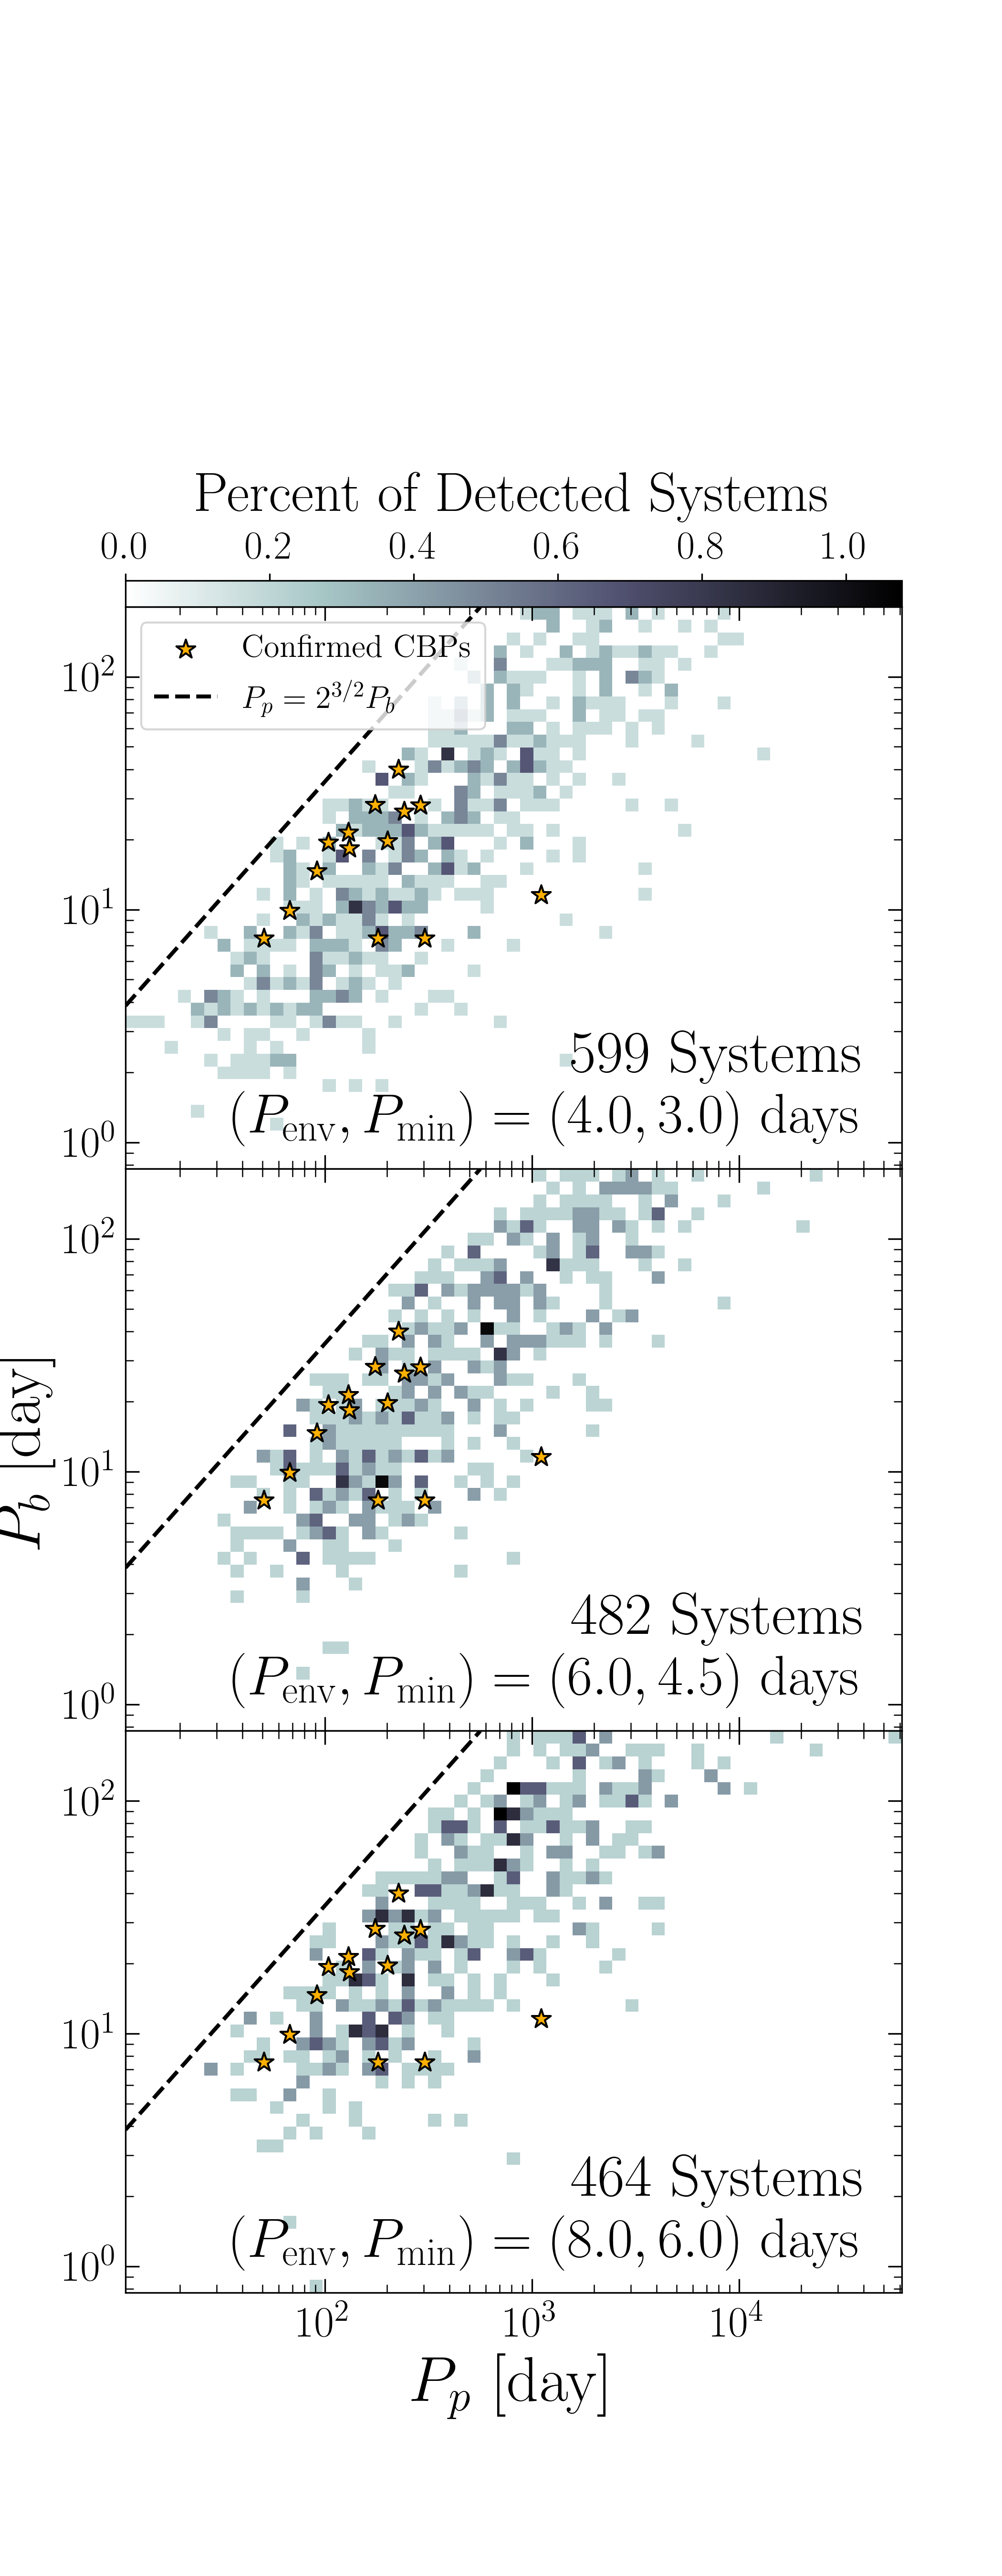 Percent of Detected Systems
0.0 0.2 0.4 0.6 0.8 1.0
Confirmed CBPs
P_p = 2^{3/2}P_b
10^2
10^1
10^0
599 Systems
(P_env, P_min) = (4.0, 3.0) days
10^2
10^1
10^0
482 Systems
(P_env, P_min) = (6.0, 4.5) days
P_b [day]
10^2
10^1
10^0
464 Systems
(P_env, P_min) = (8.0, 6.0) days
10^2 10^3 10^4
P_p [day]